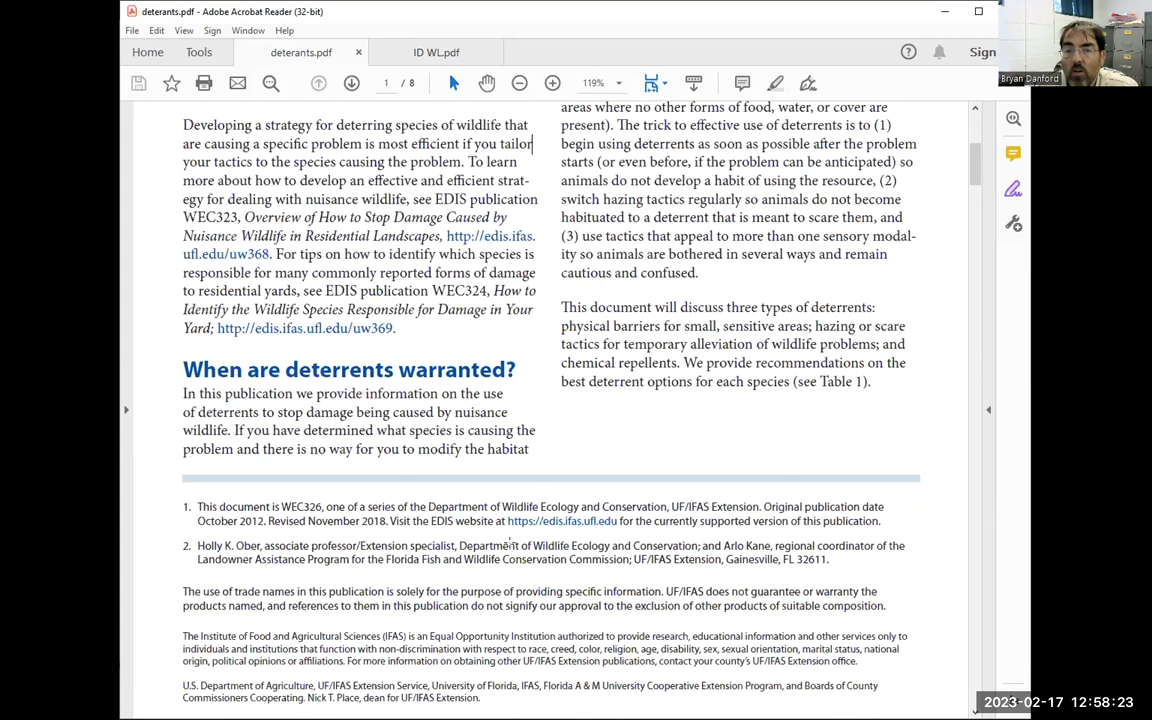 deterants.pdf - Adobe Acrobat Reader (32-bit)
File Edit View Sign Window Help
Home Tools deterants.pdf × ID WL.pdf ? Sign
1 / 8 119%
Bryan Danford
Developing a strategy for deterring species of wildlife that
are causing a specific problem is most efficient if you tailor
your tactics to the species causing the problem. To learn
more about how to develop an effective and efficient strat-
egy for dealing with nuisance wildlife, see EDIS publication
WEC323, Overview of How to Stop Damage Caused by
Nuisance Wildlife in Residential Landscapes, http://edis.ifas.
ufl.edu/uw368. For tips on how to identify which species is
responsible for many commonly reported forms of damage
to residential yards, see EDIS publication WEC324, How to
Identify the Wildlife Species Responsible for Damage in Your
Yard; http://edis.ifas.ufl.edu/uw369.
When are deterrents warranted?
In this publication we provide information on the use
of deterrents to stop damage being caused by nuisance
wildlife. If you have determined what species is causing the
problem and there is no way for you to modify the habitat
areas where no other forms of food, water, or cover are
present). The trick to effective use of deterrents is to (1)
begin using deterrents as soon as possible after the problem
starts (or even before, if the problem can be anticipated) so
animals do not develop a habit of using the resource, (2)
switch hazing tactics regularly so animals do not become
habituated to a deterrent that is meant to scare them, and
(3) use tactics that appeal to more than one sensory modal-
ity so animals are bothered in several ways and remain
cautious and confused.
This document will discuss three types of deterrents:
physical barriers for small, sensitive areas; hazing or scare
tactics for temporary alleviation of wildlife problems; and
chemical repellents. We provide recommendations on the
best deterrent options for each species (see Table 1).
1. This document is WEC326, one of a series of the Department of Wildlife Ecology and Conservation, UF/IFAS Extension. Original publication date
October 2012. Revised November 2018. Visit the EDIS website at https://edis.ifas.ufl.edu for the currently supported version of this publication.
2. Holly K. Ober, associate professor/Extension specialist, Department of Wildlife Ecology and Conservation; and Arlo Kane, regional coordinator of the
Landowner Assistance Program for the Florida Fish and Wildlife Conservation Commission; UF/IFAS Extension, Gainesville, FL 32611.
The use of trade names in this publication is solely for the purpose of providing specific information. UF/IFAS does not guarantee or warranty the
products named, and references to them in this publication do not signify our approval to the exclusion of other products of suitable composition.
The Institute of Food and Agricultural Sciences (IFAS) is an Equal Opportunity Institution authorized to provide research, educational information and other services only to
individuals and institutions that function with non-discrimination with respect to race, creed, color, religion, age, disability, sex, sexual orientation, marital status, national
origin, political opinions or affiliations. For more information on obtaining other UF/IFAS Extension publications, contact your county's UF/IFAS Extension office.
U.S. Department of Agriculture, UF/IFAS Extension Service, University of Florida, IFAS, Florida A & M University Cooperative Extension Program, and Boards of County
Commissioners Cooperating. Nick T. Place, dean for UF/IFAS Extension.
2023-02-17 12:58:23